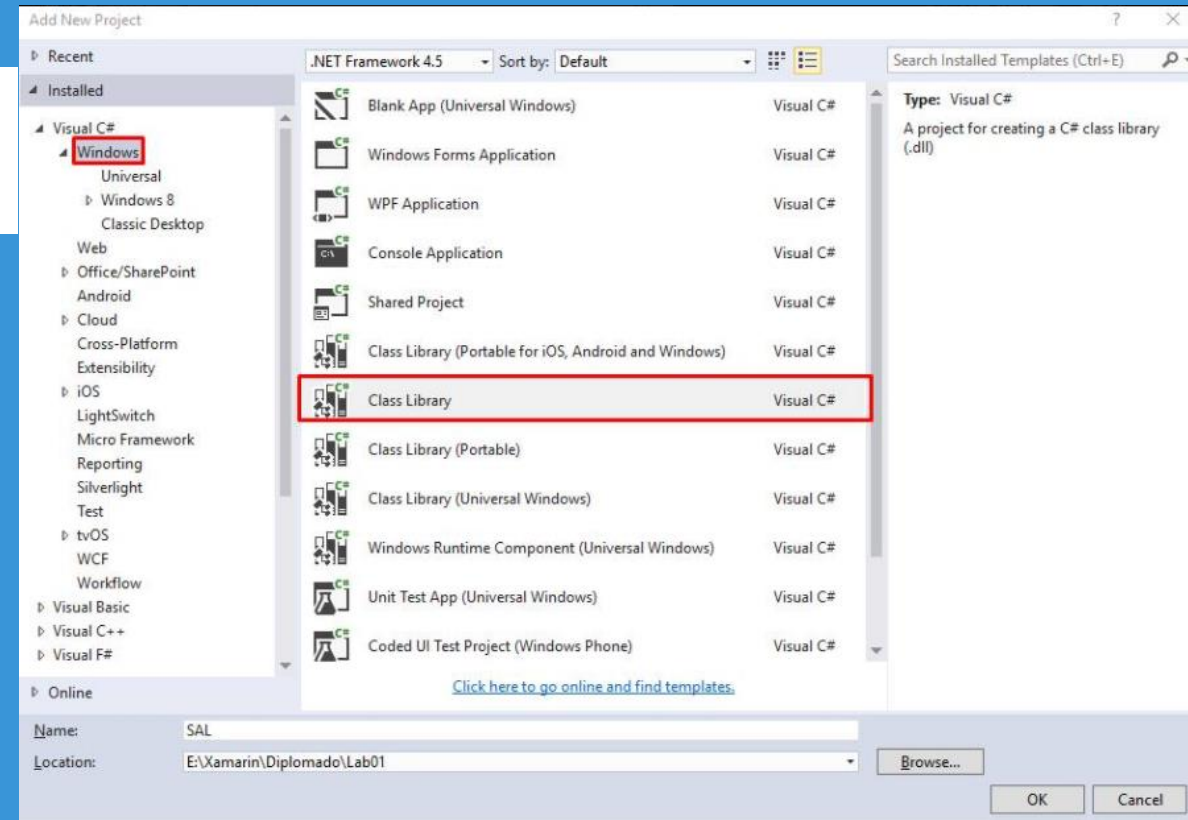 Add New Project
Recent
.NET Framework 4.5 Sort by: Default
Search Installed Templates (Ctrl+E)
Installed
Visual C#
Windows
Universal
Windows 8
Classic Desktop
Web
Office/SharePoint
Android
Cloud
Cross-Platform
Extensibility
iOS
LightSwitch
Micro Framework
Reporting
Silverlight
Test
tvOS
WCF
Workflow
Visual Basic
Visual C++
Visual F#
Online
Blank App (Universal Windows) Visual C#
Windows Forms Application Visual C#
WPF Application Visual C#
Console Application Visual C#
Shared Project Visual C#
Class Library (Portable for iOS, Android and Windows) Visual C#
Class Library Visual C#
Class Library (Portable) Visual C#
Class Library (Universal Windows) Visual C#
Windows Runtime Component (Universal Windows) Visual C#
Unit Test App (Universal Windows) Visual C#
Coded UI Test Project (Windows Phone) Visual C#
Click here to go online and find templates.
Type: Visual C#
A project for creating a C# class library
(.dll)
Name: SAL
Location: E:\Xamarin\Diplomado\Lab01
Browse...
OK Cancel